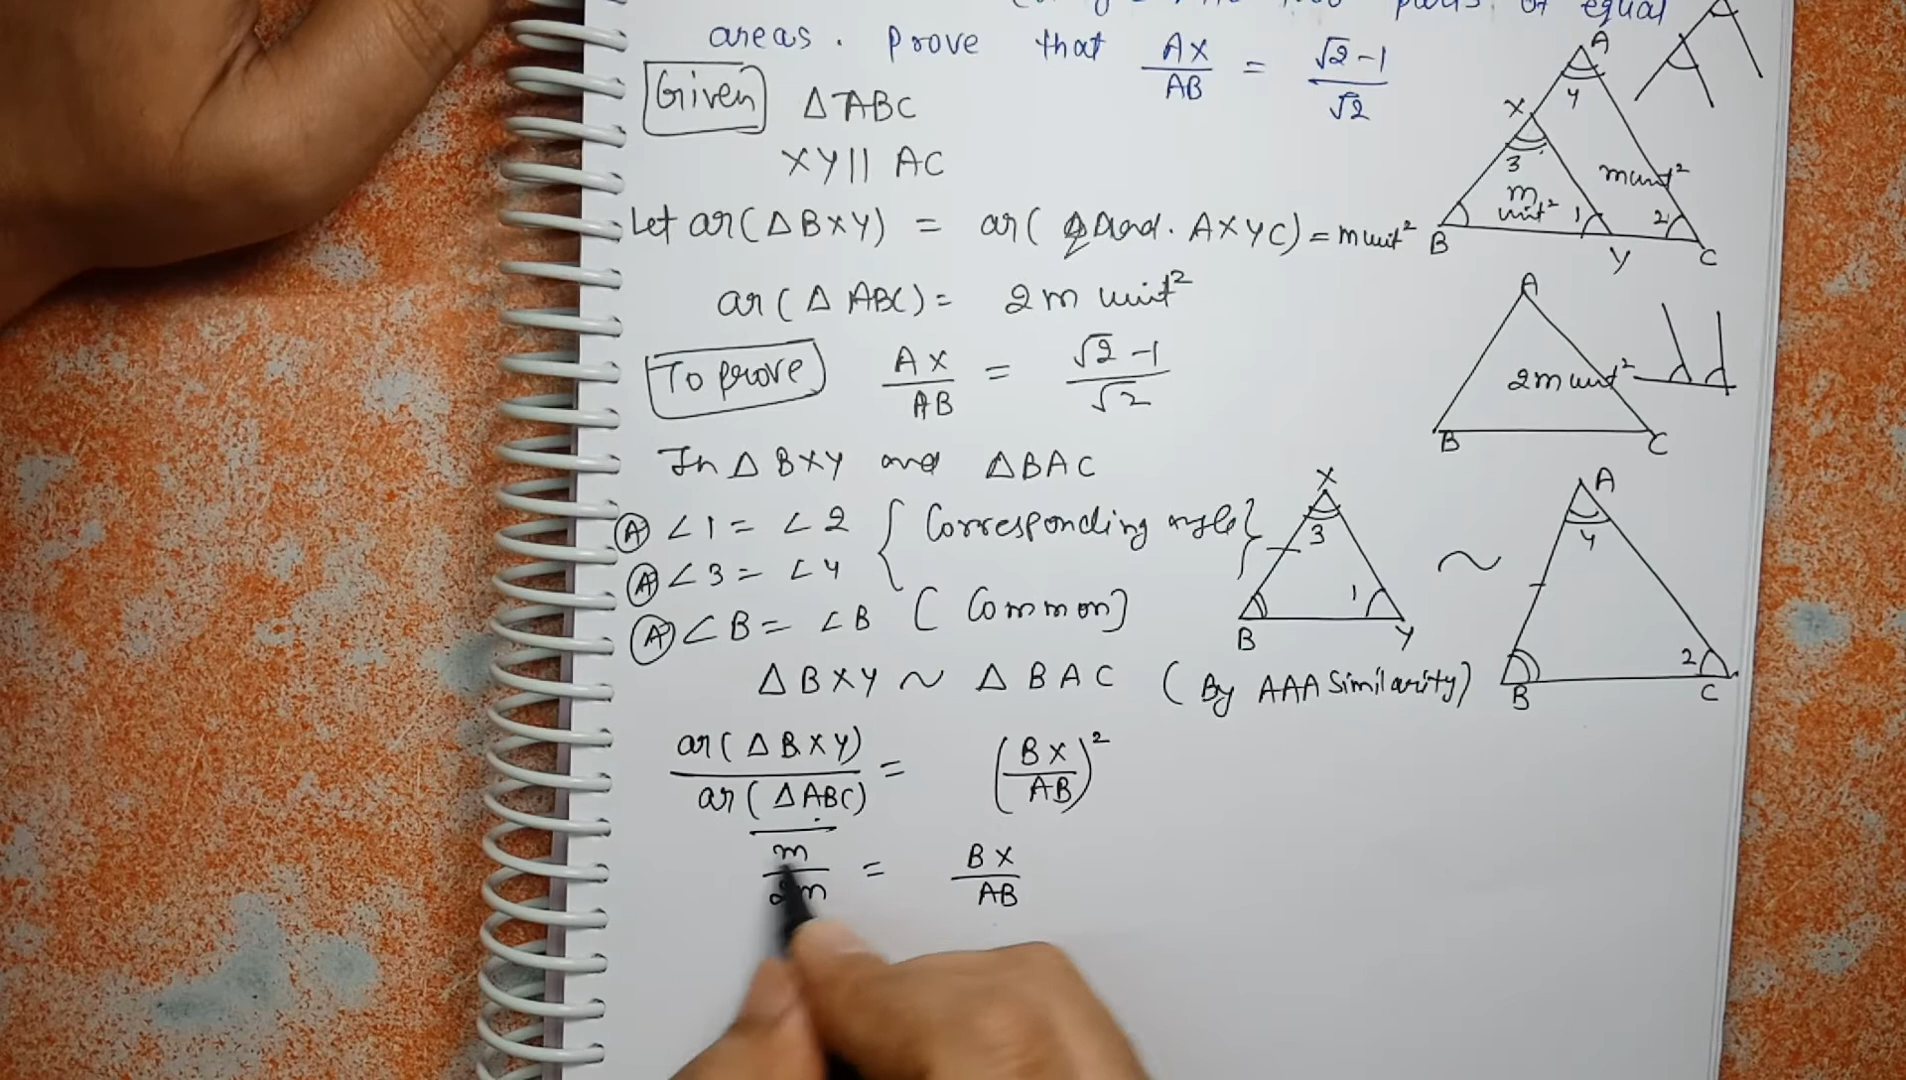 parts of equal
areas. Prove that AX/AB = √2-1/√2
Given ΔABC
XY || AC
Let ar(ΔBXY) = ar(Quad. AXYC) = m unit²
ar(ΔABC) = 2m unit²
To prove AX/AB = √2-1/√2
In ΔBXY and ΔBAC
A ∠1 = ∠2 { Corresponding angle }
A ∠3 = ∠4
A ∠B = ∠B (Common)
ΔBXY ~ ΔBAC (By AAA Similarity)
ar(ΔBXY)/ar(ΔABC) = (BX/AB)²
m/2m = BX/AB
A
4
X
3
m unit²
m unit²
1
2
B
Y
C
A
2m unit²
B
C
X
3
1
B
Y
~
A
4
2
B
C